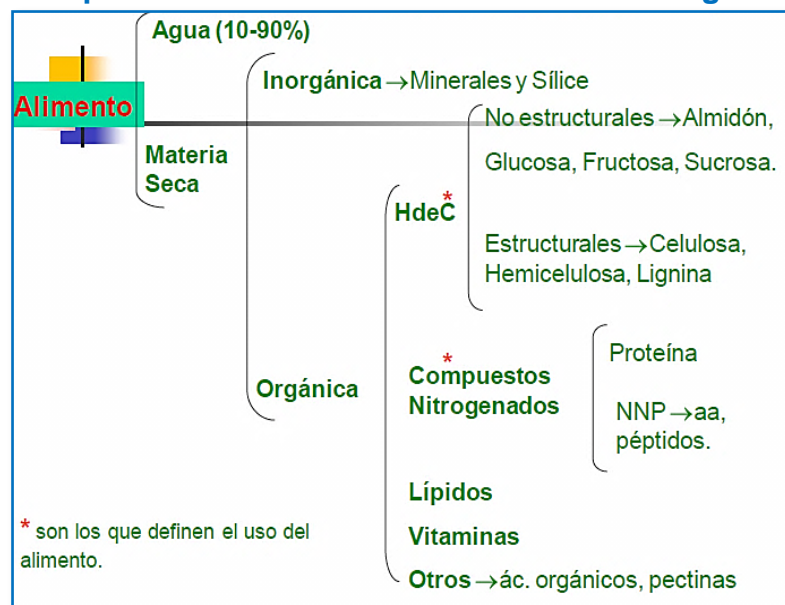 Agua (10-90%)
Alimento
Materia
Seca
Inorgánica →Minerales y Sílice
Orgánica
HdeC*
No estructurales →Almidón,
Glucosa, Fructosa, Sucrosa.
Estructurales →Celulosa,
Hemicelulosa, Lignina
*
Compuestos
Nitrogenados
Proteína
NNP →aa,
péptidos.
Lípidos
Vitaminas
Otros →ác. orgánicos, pectinas
* son los que definen el uso del
alimento.